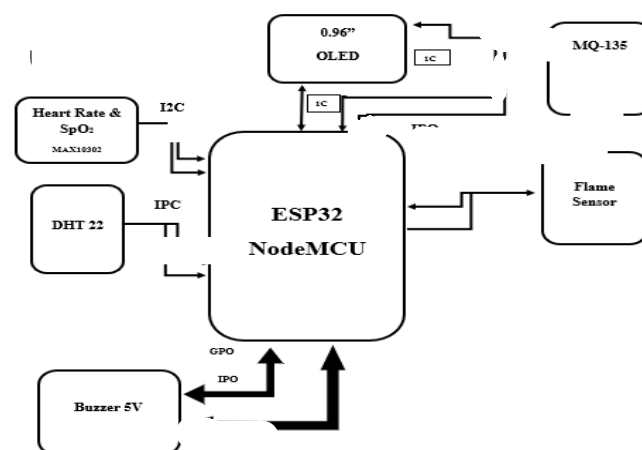 0.96”
OLED
1C
MQ-135
Heart Rate &
SpO₂
MAX10302
I2C
1C
ESP32
NodeMCU
Flame
Sensor
DHT 22
IPC
GPO
IPO
Buzzer 5V